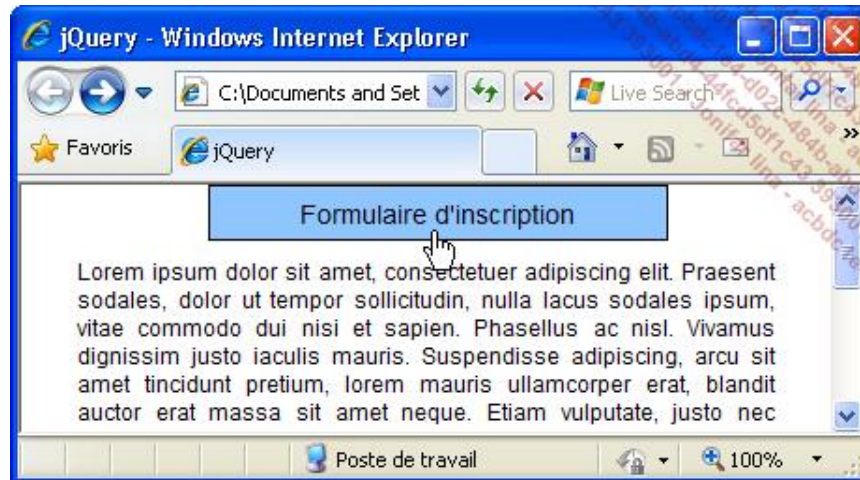 jQuery - Windows Internet Explorer
C:\Documents and Set Live Search
Favoris jQuery
Formulaire d'inscription
Lorem ipsum dolor sit amet, consectetuer adipiscing elit. Praesent
sodales, dolor ut tempor sollicitudin, nulla lacus sodales ipsum,
vitae commodo dui nisi et sapien. Phasellus ac nisl. Vivamus
dignissim justo iaculis mauris. Suspendisse adipiscing, arcu sit
amet tincidunt pretium, lorem mauris ullamcorper erat, blandit
auctor erat massa sit amet neque. Etiam vulputate, justo nec
Poste de travail 100%